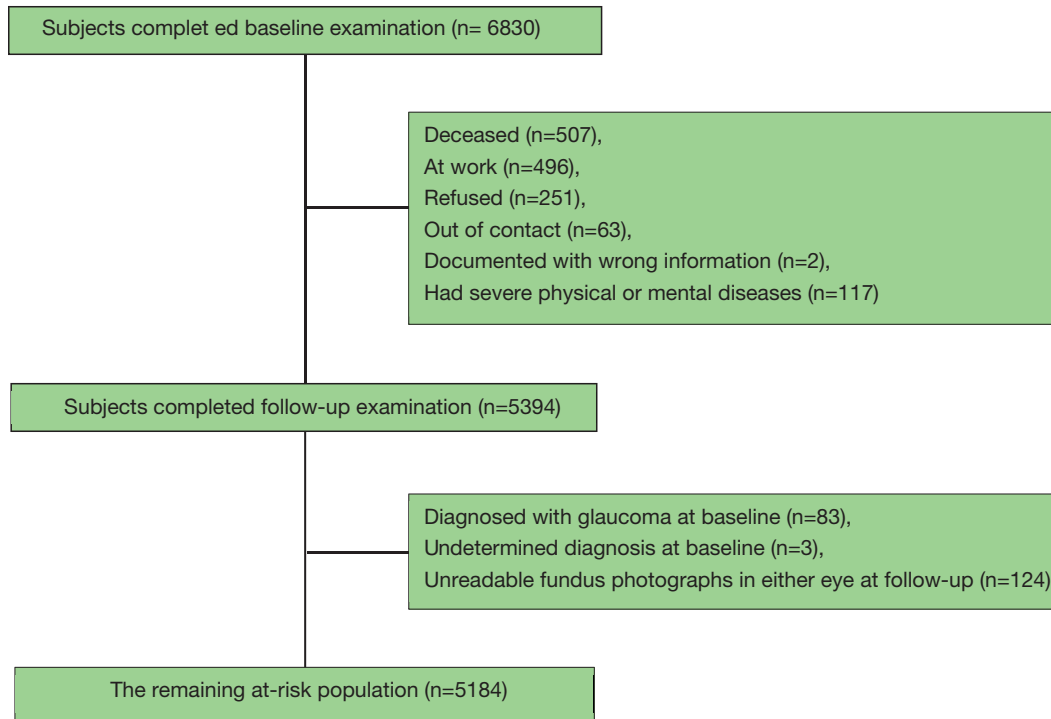 Subjects complet ed baseline examination (n= 6830)
Deceased (n=507),
At work (n=496),
Refused (n=251),
Out of contact (n=63),
Documented with wrong information (n=2),
Had severe physical or mental diseases (n=117)
Subjects completed follow-up examination (n=5394)
Diagnosed with glaucoma at baseline (n=83),
Undetermined diagnosis at baseline (n=3),
Unreadable fundus photographs in either eye at follow-up (n=124)
The remaining at-risk population (n=5184)